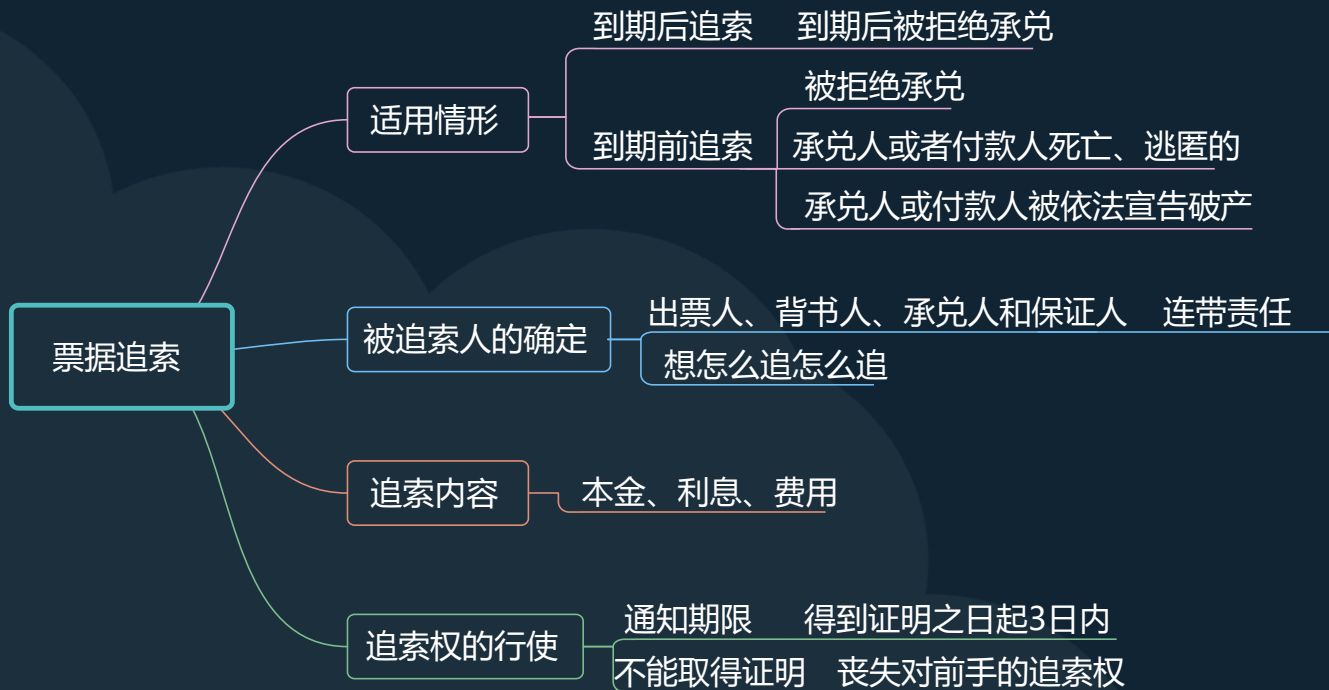 票据追索
适用情形
到期后追索 到期后被拒绝承兑
到期前追索
被拒绝承兑
承兑人或者付款人死亡、逃匿的
承兑人或付款人被依法宣告破产
被追索人的确定
出票人、背书人、承兑人和保证人 连带责任
想怎么追怎么追
追索内容
本金、利息、费用
追索权的行使
通知期限 得到证明之日起3日内
不能取得证明 丧失对前手的追索权